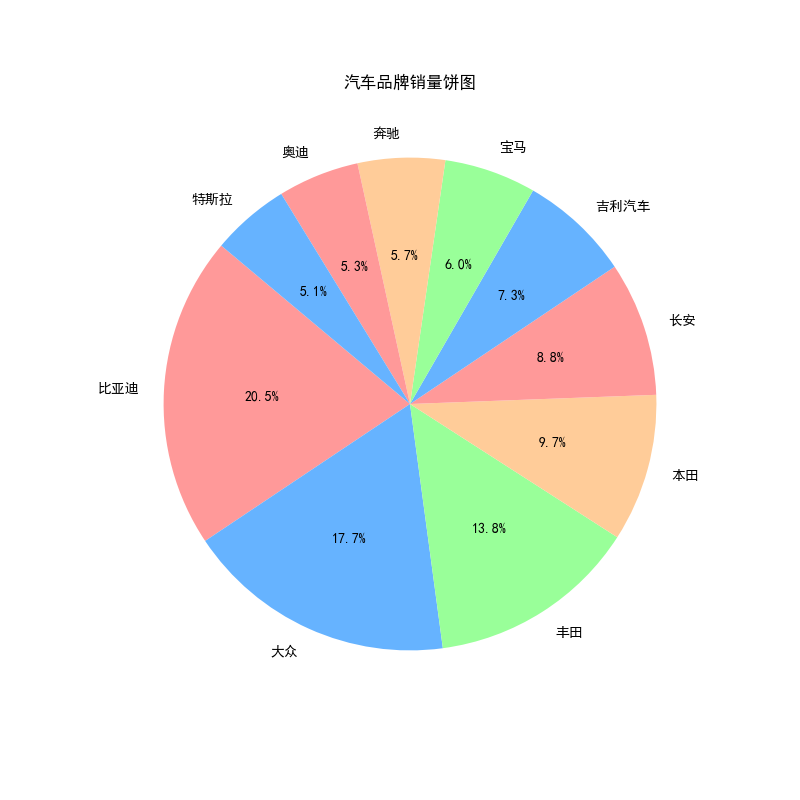 汽车品牌销量饼图
奔驰
宝马
奥迪
特斯拉
吉利汽车
5.7%
6.0%
5.3%
5.1%
7.3%
长安
8.8%
比亚迪
20.5%
9.7%
本田
13.8%
17.7%
丰田
大众